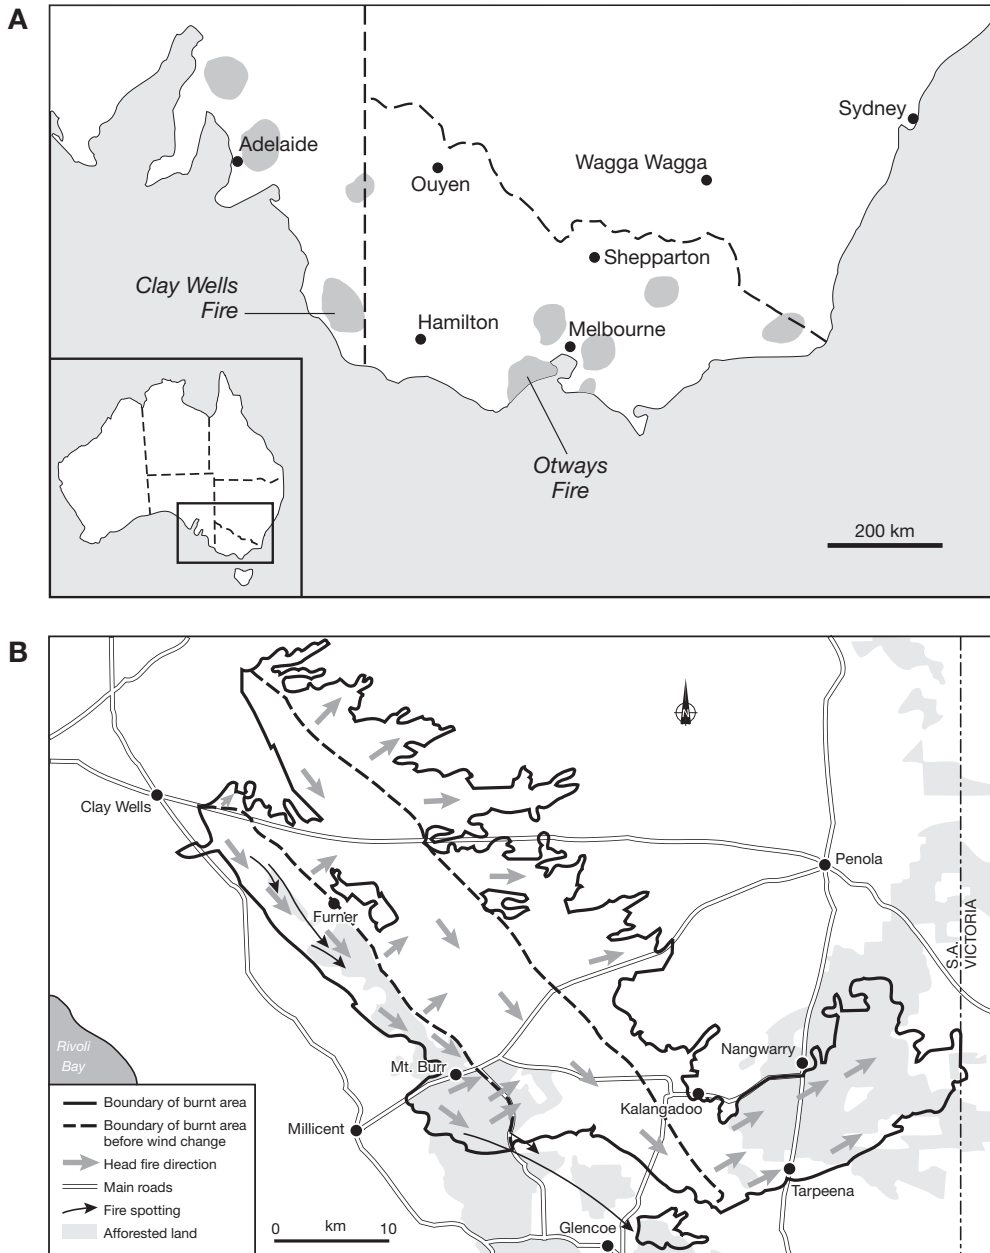 A
Sydney
Adelaide
Wagga Wagga
Ouyen
Shepparton
Clay Wells
Fire
Hamilton
Melbourne
Otways
Fire
200 km
B
Clay Wells
Penola
Furner
S.A.
VICTORIA
Rivoli
Bay
Nangwarry
Mt. Burr
Kalangadoo
Millicent
Tarpeena
Glencoe
Boundary of burnt area
Boundary of burnt area
before wind change
Head fire direction
Main roads
Fire spotting
Afforested land
0 km 10